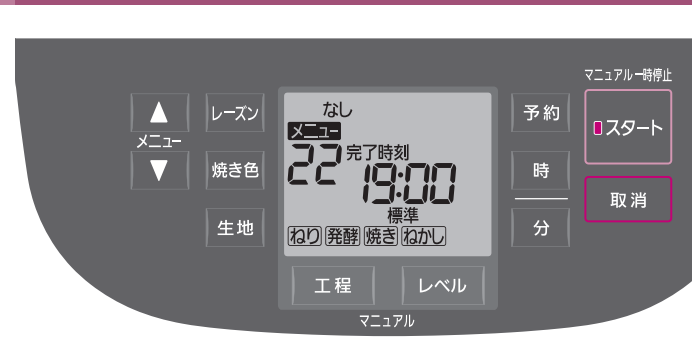 マニュアル一時停止
▲
メニュー
▼
レーズン
焼き色
生地
なし
メニュー
22
完了時刻
19:00
標準
ねり 発酵 焼き ねかし
予約
時
分
スタート
取消
工程
レベル
マニュアル